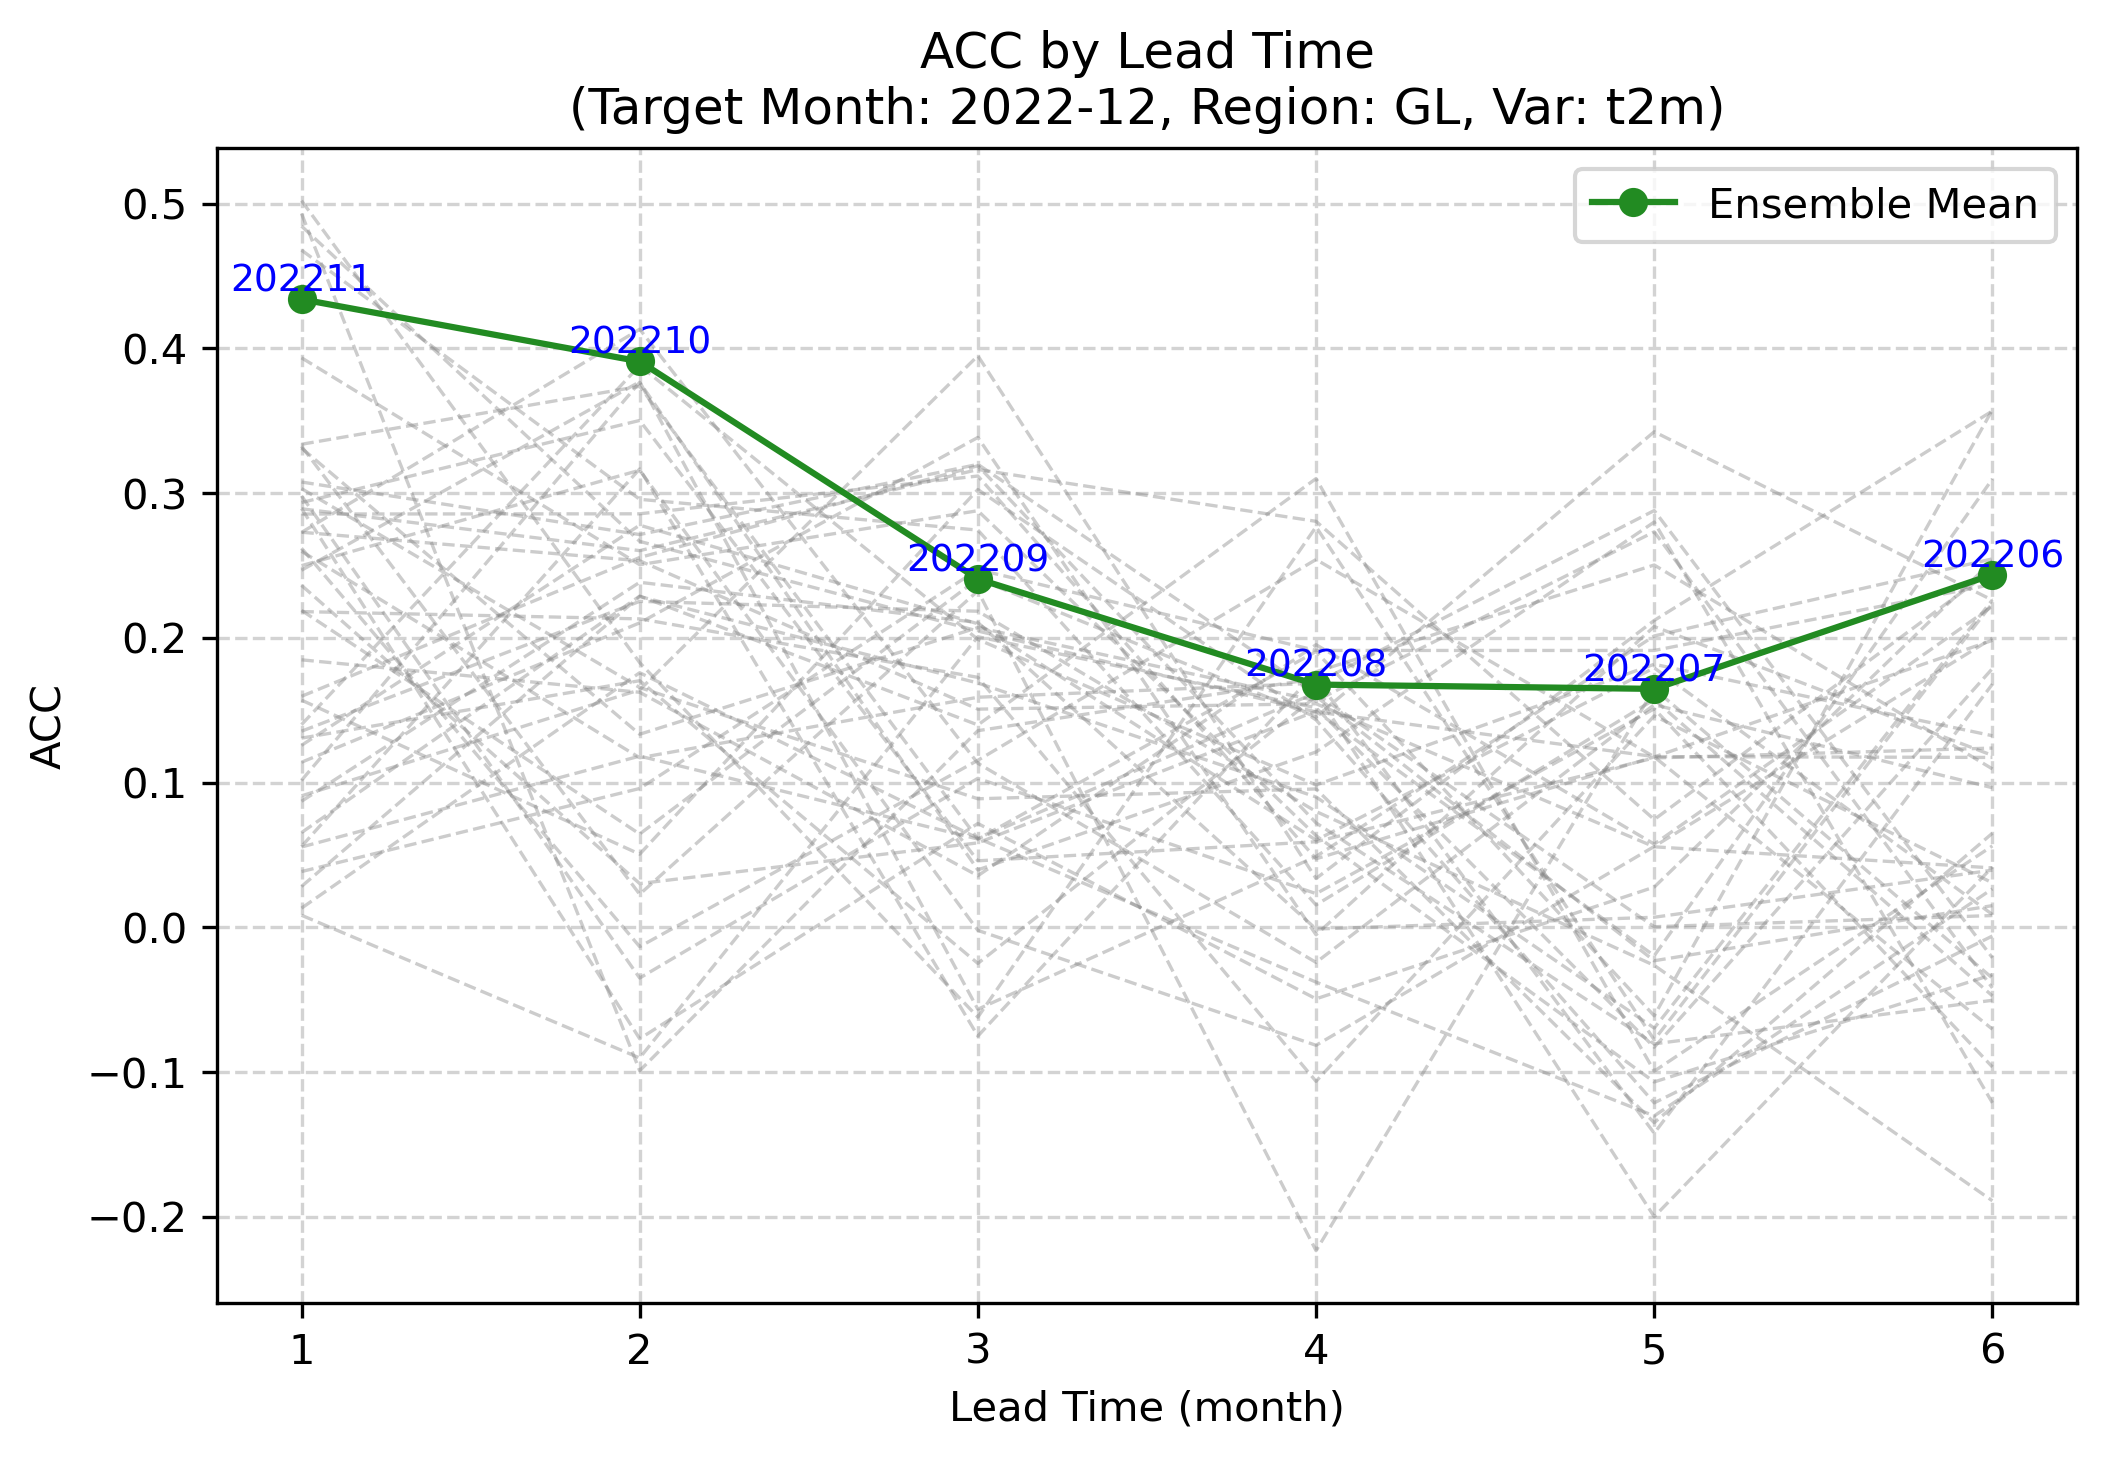 ACC by Lead Time
(Target Month: 2022-12, Region: GL, Var: t2m)
Ensemble Mean
ACC
0.5
0.4
0.3
0.2
0.1
0.0
−0.1
−0.2
202211
202210
202209
202208
202207
202206
1 2 3 4 5 6
Lead Time (month)